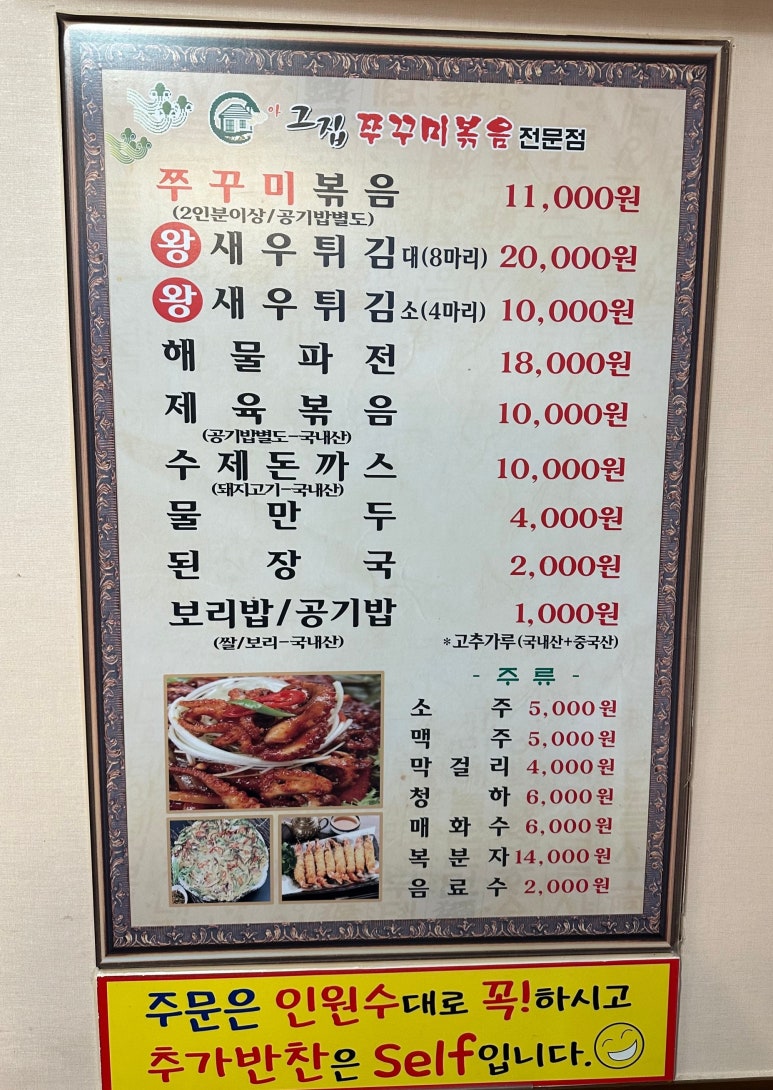 야 그집 쭈꾸미볶음 전문점
쭈꾸미볶음 11,000원
(2인분이상/공기밥별도)
왕새우튀김 대(8마리) 20,000원
왕새우튀김 소(4마리) 10,000원
해물파전 18,000원
제육볶음 10,000원
(공기밥별도-국내산)
수제돈까스 10,000원
(돼지고기-국내산)
물만두 4,000원
된장국 2,000원
보리밥/공기밥 1,000원
(쌀/보리-국내산) *고추가루(국내산+중국산)
- 주류 -
소주 5,000원
맥주 5,000원
막걸리 4,000원
청하 6,000원
매화수 6,000원
복분자 14,000원
음료수 2,000원
주문은 인원수대로 꼭!하시고
추가반찬은 Self입니다.